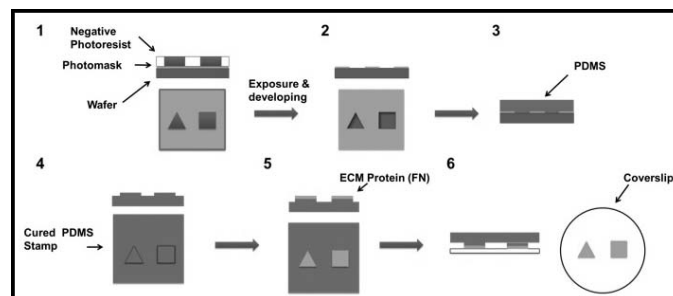 1
Negative
Photoresist
Photomask
Wafer
Exposure &
developing
2
3
PDMS
4
Cured PDMS
Stamp
5
ECM Protein (FN)
6
Coverslip